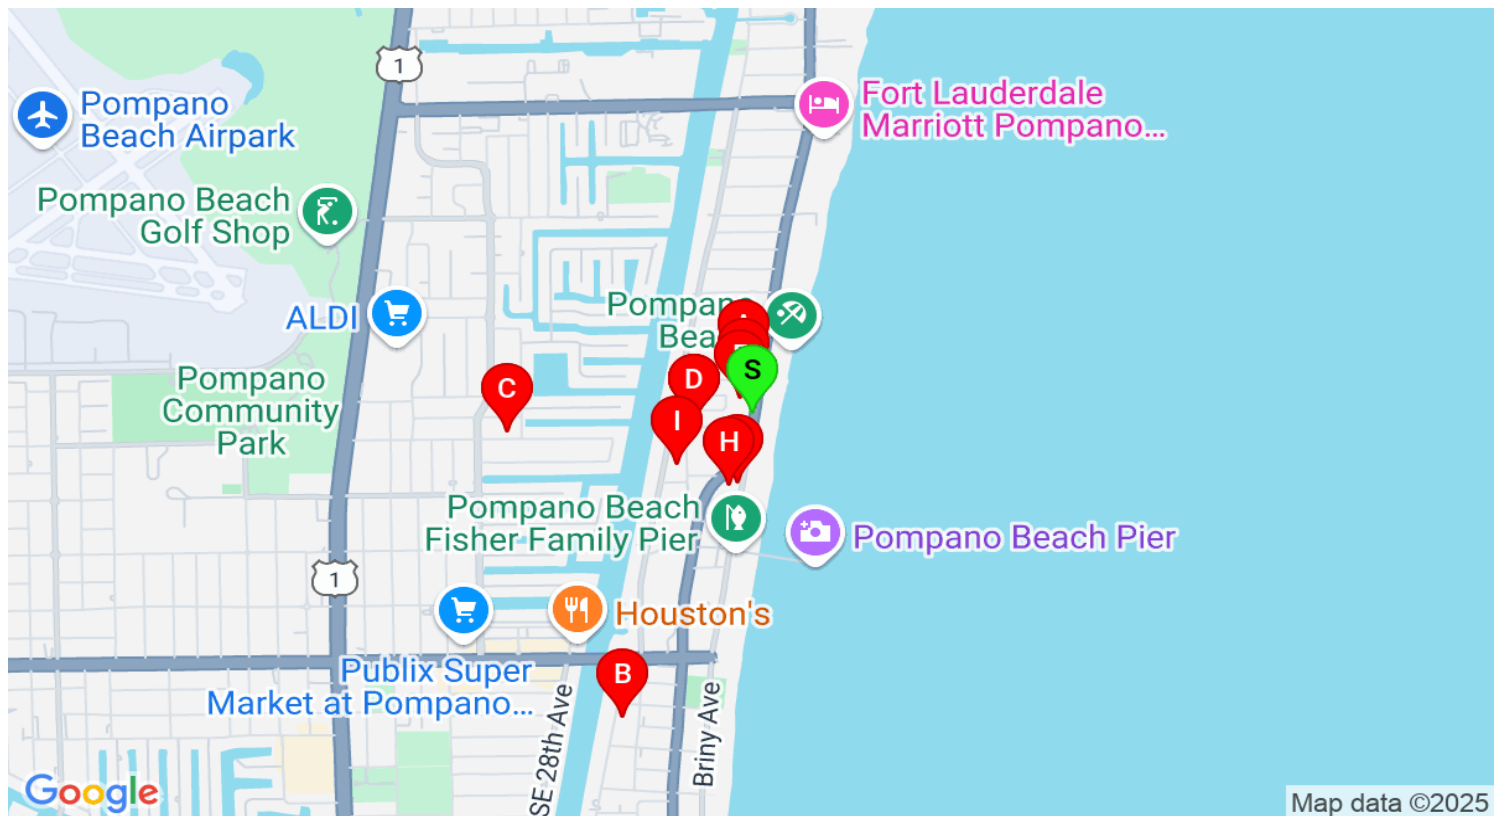 1
Fort Lauderdale
Marriott Pompano...
Pompano
Beach Airpark
Pompano Beach
Golf Shop
ALDI
Pompano
Bea
A
S
D
C
I
H
Pompano
Community
Park
Pompano Beach
Fisher Family Pier
Pompano Beach Pier
1
Houston's
Publix Super
Market at Pompano...
B
SE 28th Ave
Briny Ave
Google
Map data ©2025